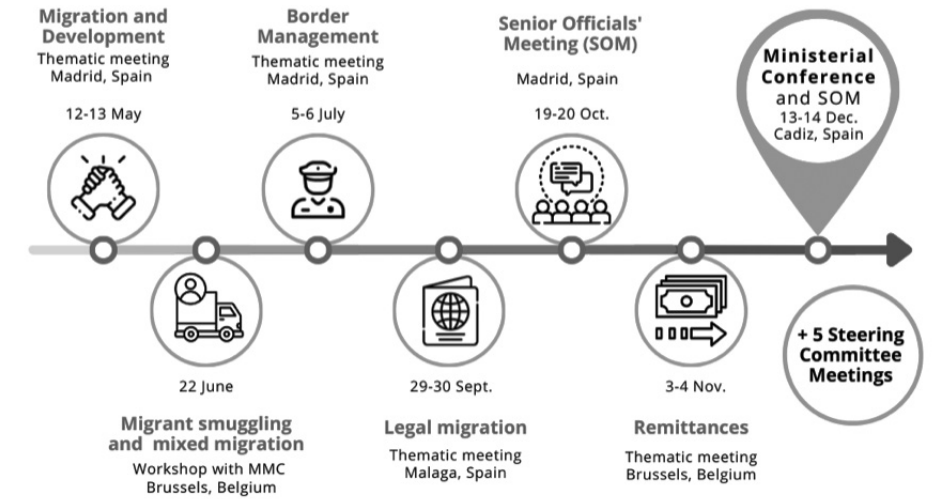 Migration and
Development
Thematic meeting
Madrid, Spain
12-13 May
Border
Management
Thematic meeting
Madrid, Spain
5-6 July
Senior Officials'
Meeting (SOM)
Madrid, Spain
19-20 Oct.
Ministerial
Conference
and SOM
13-14 Dec.
Cadiz, Spain
22 June
Migrant smuggling
and mixed migration
Workshop with MMC
Brussels, Belgium
29-30 Sept.
Legal migration
Thematic meeting
Malaga, Spain
3-4 Nov.
Remittances
Thematic meeting
Brussels, Belgium
+ 5 Steering
Committee
Meetings